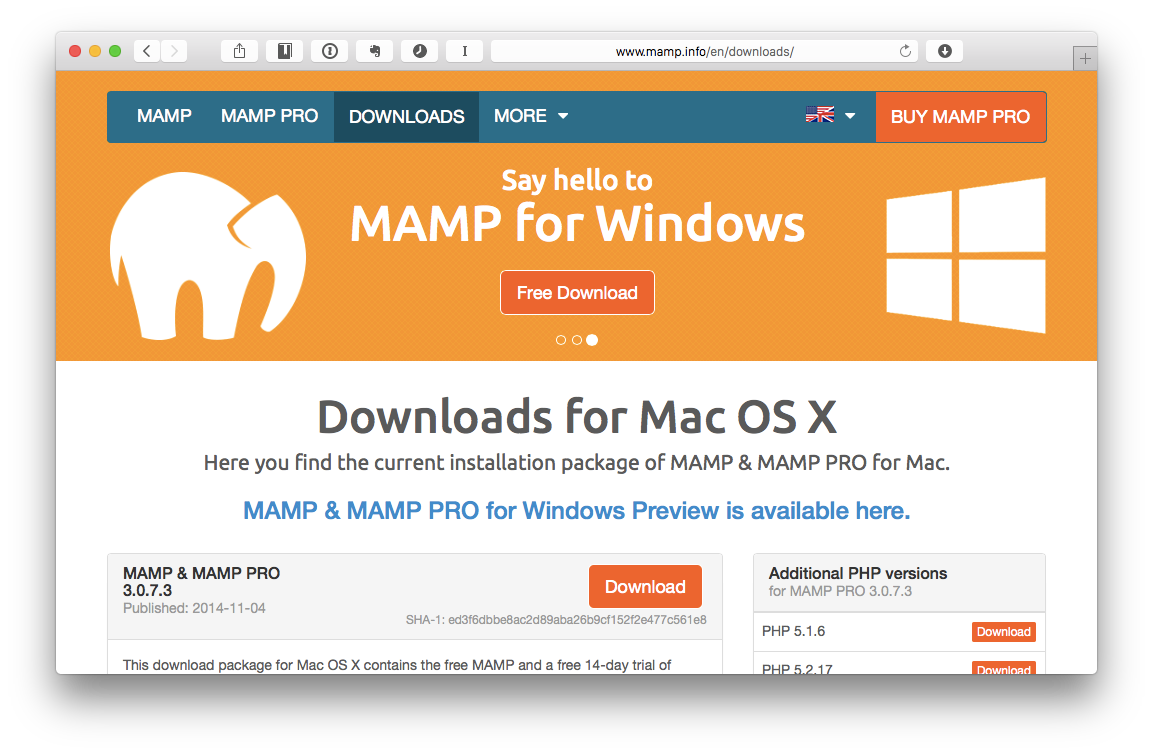 www.mamp.info/en/downloads/
MAMP MAMP PRO DOWNLOADS MORE BUY MAMP PRO
Say hello to
MAMP for Windows
Free Download
Downloads for Mac OS X
Here you find the current installation package of MAMP & MAMP PRO for Mac.
MAMP & MAMP PRO for Windows Preview is available here.
MAMP & MAMP PRO
3.0.7.3
Published: 2014-11-04
Download
SHA-1: ed3f6dbbe8ac2d89aba26b9cf152f2e477c561e8
This download package for Mac OS X contains the free MAMP and a free 14-day trial of
Additional PHP versions
for MAMP PRO 3.0.7.3
PHP 5.1.6 Download
PHP 5.2.17 Download